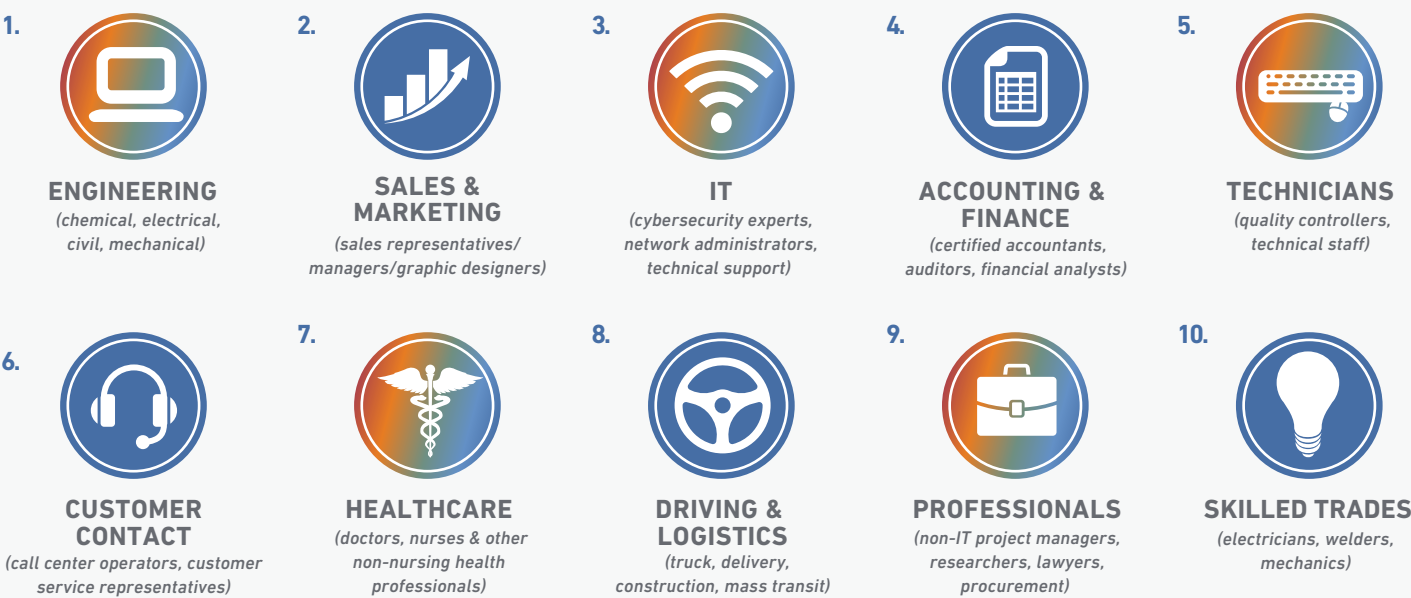 1.
ENGINEERING
(chemical, electrical,
civil, mechanical)
2.
SALES &
MARKETING
(sales representatives/
managers/graphic designers)
3.
IT
(cybersecurity experts,
network administrators,
technical support)
4.
ACCOUNTING &
FINANCE
(certified accountants,
auditors, financial analysts)
5.
TECHNICIANS
(quality controllers,
technical staff)
6.
CUSTOMER
CONTACT
(call center operators, customer
service representatives)
7.
HEALTHCARE
(doctors, nurses & other
non-nursing health
professionals)
8.
DRIVING &
LOGISTICS
(truck, delivery,
construction, mass transit)
9.
PROFESSIONALS
(non-IT project managers,
researchers, lawyers,
procurement)
10.
SKILLED TRADES
(electricians, welders,
mechanics)